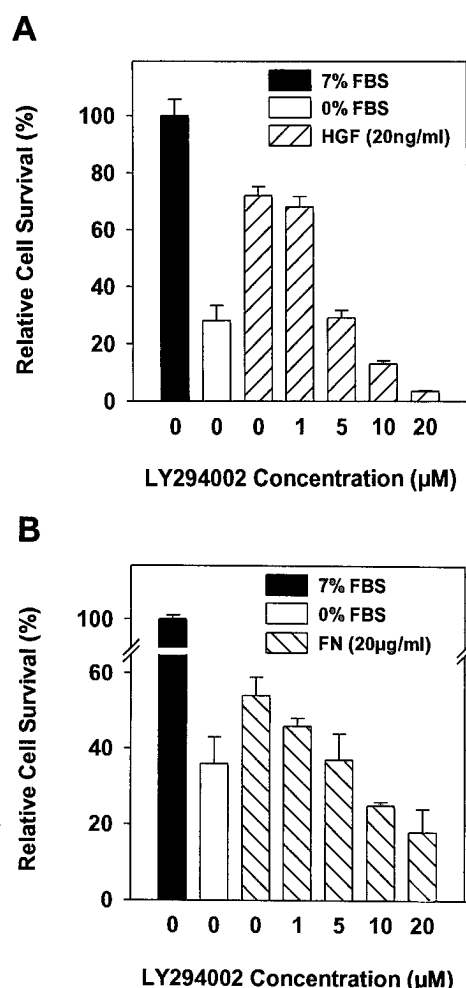 A
7% FBS
0% FBS
HGF (20ng/ml)
Relative Cell Survival (%)
100
80
60
40
20
0
0 0 0 1 5 10 20
LY294002 Concentration (µM)
B
7% FBS
0% FBS
FN (20µg/ml)
Relative Cell Survival (%)
100
60
40
20
0
0 0 0 1 5 10 20
LY294002 Concentration (µM)